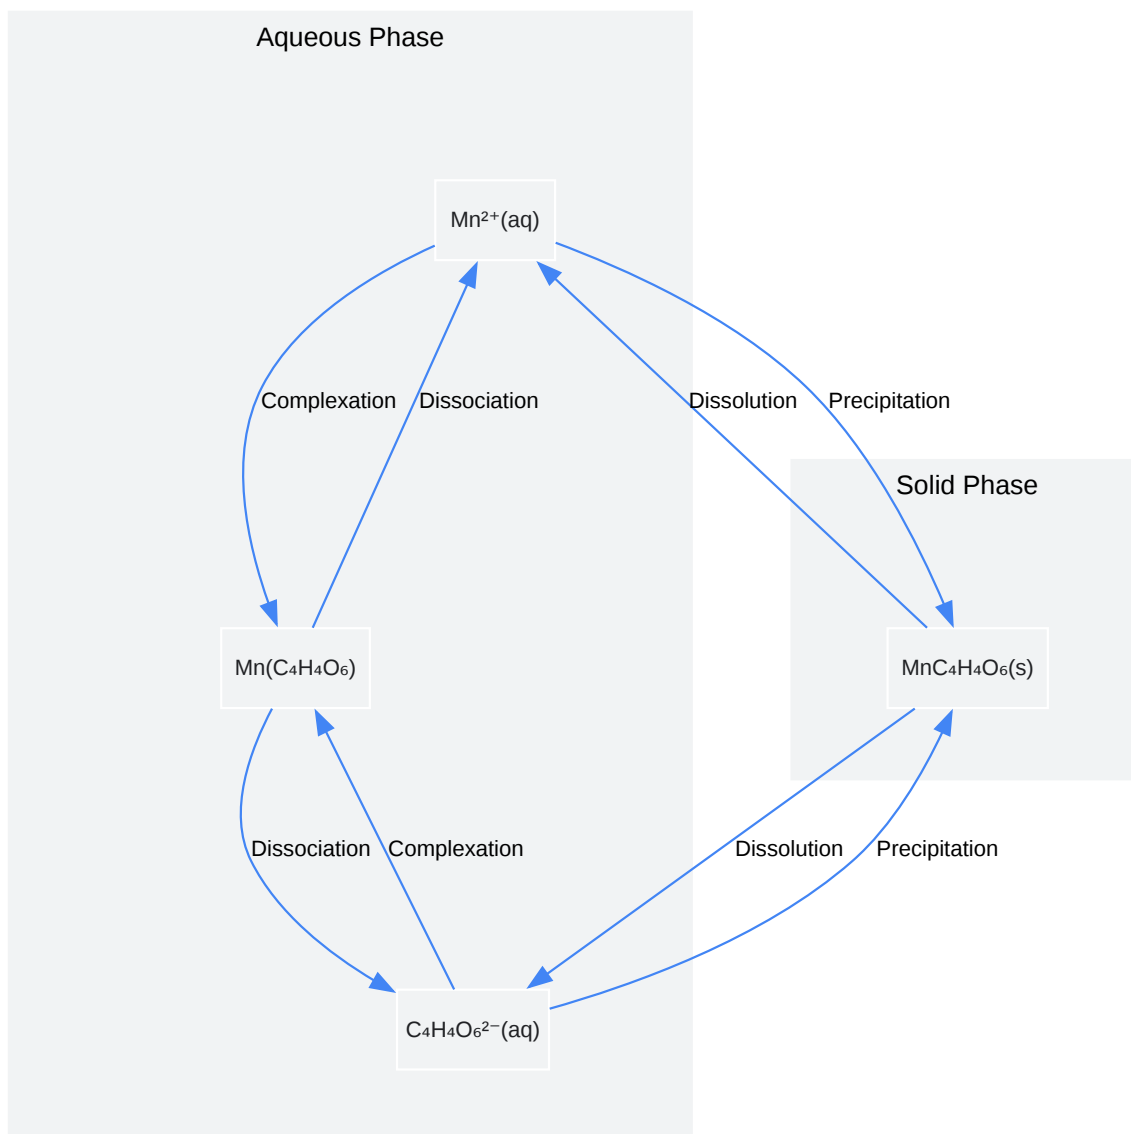 Aqueous Phase
Mn²⁺(aq)
Complexation
Dissociation
Dissolution
Precipitation
Solid Phase
Mn(C₄H₄O₆)
MnC₄H₄O₆(s)
Dissociation
Complexation
Dissolution
Precipitation
C₄H₄O₆²⁻(aq)